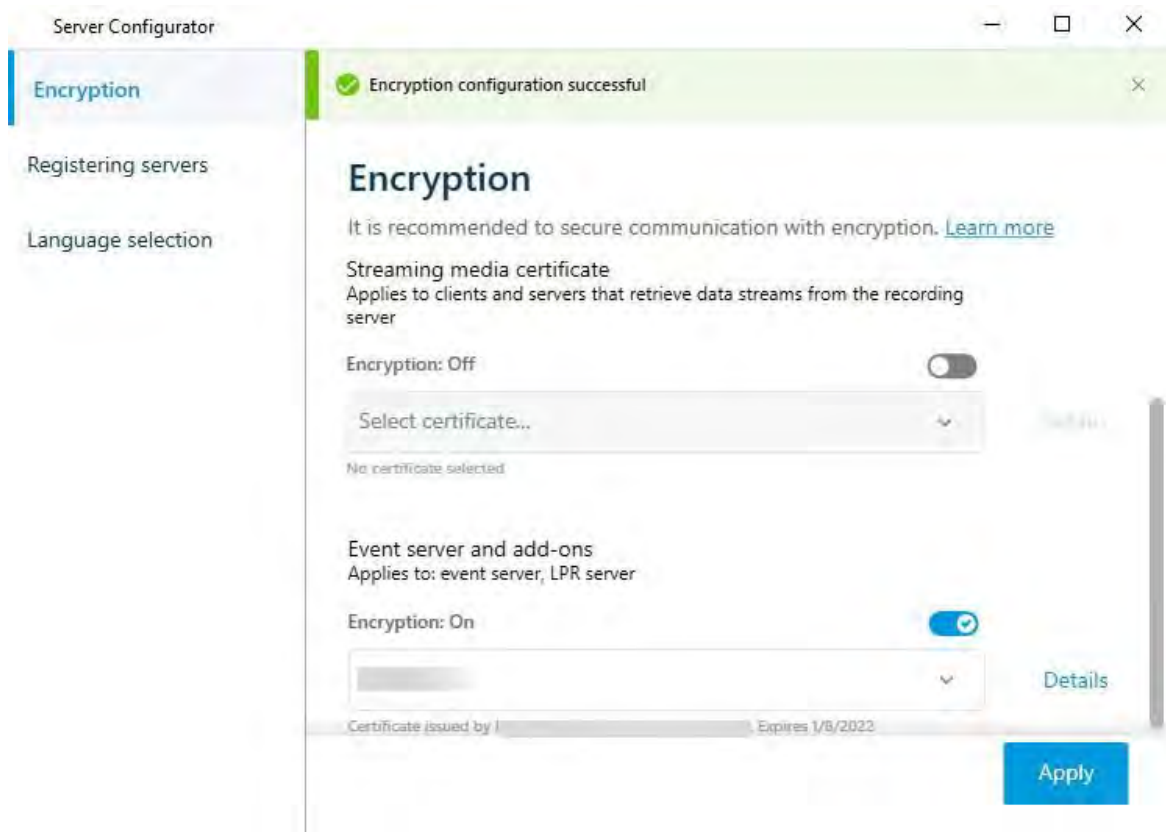 Server Configurator
Encryption
Registering servers
Language selection
Encryption configuration successful
Encryption
It is recommended to secure communication with encryption. Learn more
Streaming media certificate
Applies to clients and servers that retrieve data streams from the recording
server
Encryption: Off
Select certificate...
No certificate selected
Event server and add-ons
Applies to: event server, LPR server
Encryption: On
Details
Certificate issued by
Expires 1/8/2022
Apply